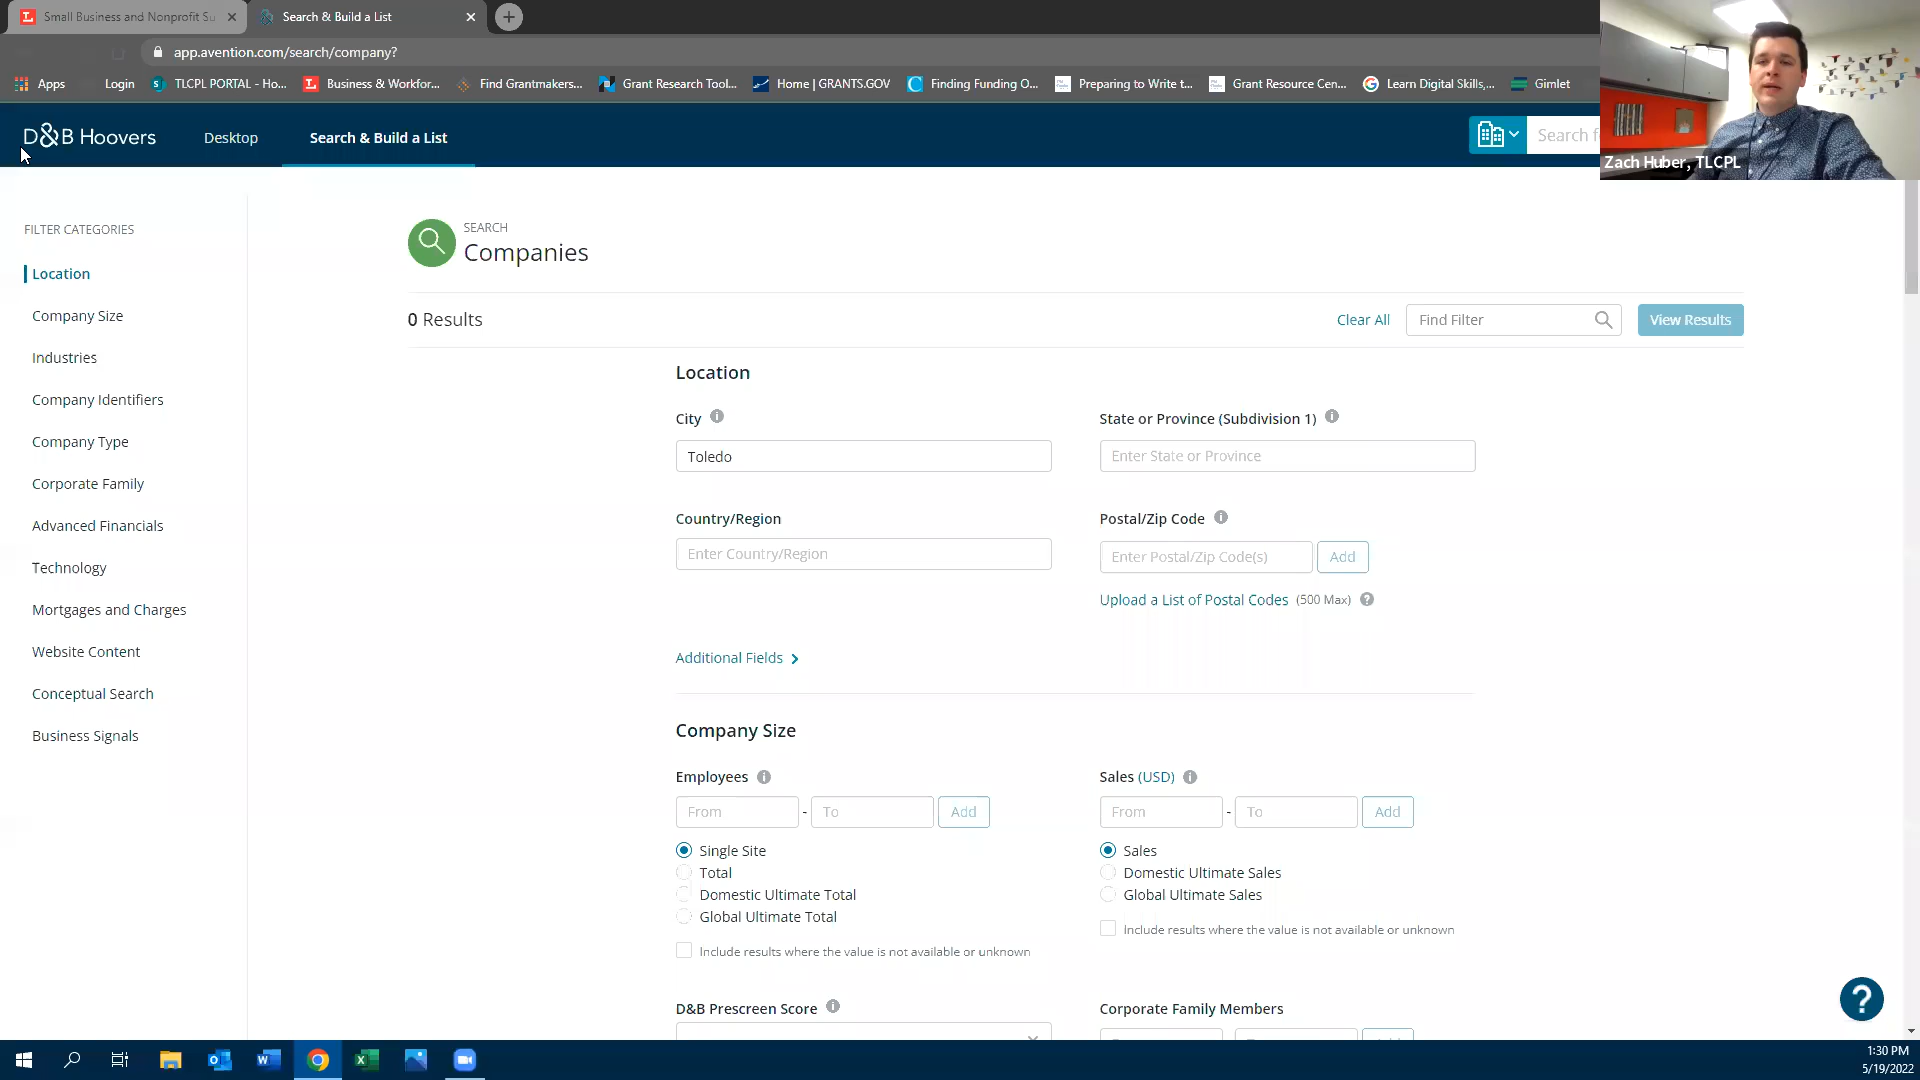 Small Business and Nonprofit Su
Search & Build a List
app.avention.com/search/company?
Apps
Login
TLCPL PORTAL - Ho...
Business & Workfor...
Find Grantmakers...
Grant Research Tool...
Home | GRANTS.GOV
Finding Funding O...
Preparing to Write t...
Grant Resource Cen...
Learn Digital Skills,...
Gimlet
D&B Hoovers
Desktop
Search & Build a List
Search f
Zach Huber, TLCPL
FILTER CATEGORIES
Location
Company Size
Industries
Company Identifiers
Company Type
Corporate Family
Advanced Financials
Technology
Mortgages and Charges
Website Content
Conceptual Search
Business Signals
SEARCH
Companies
0 Results
Clear All
Find Filter
View Results
Location
City
State or Province (Subdivision 1)
Toledo
Enter State or Province
Country/Region
Postal/Zip Code
Enter Country/Region
Enter Postal/Zip Code(s)
Add
Upload a List of Postal Codes (500 Max)
Additional Fields
Company Size
Employees
Sales (USD)
From - To Add
From - To Add
Single Site
Sales
Total
Domestic Ultimate Sales
Domestic Ultimate Total
Global Ultimate Sales
Global Ultimate Total
Include results where the value is not available or unknown
Include results where the value is not available or unknown
D&B Prescreen Score
Corporate Family Members
1:30 PM
5/19/2022